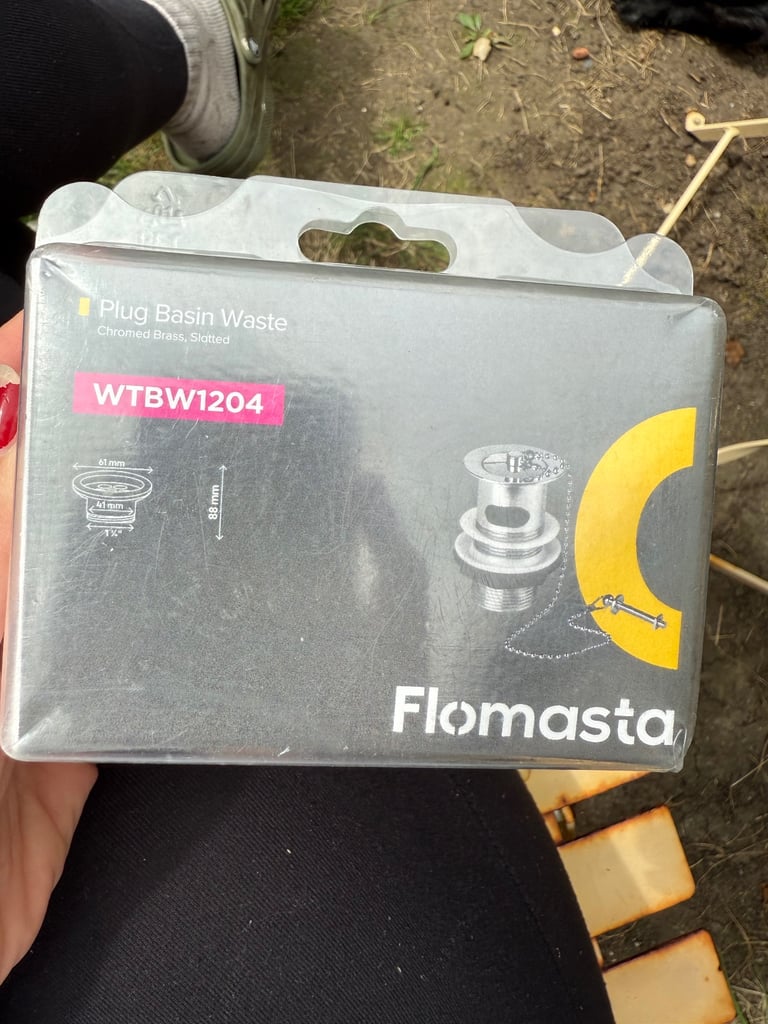 Plug Basin Waste
Chromed Brass, Slotted
WTBW1204
61 mm
41 mm
1 ¼"
88 mm
Flomasta